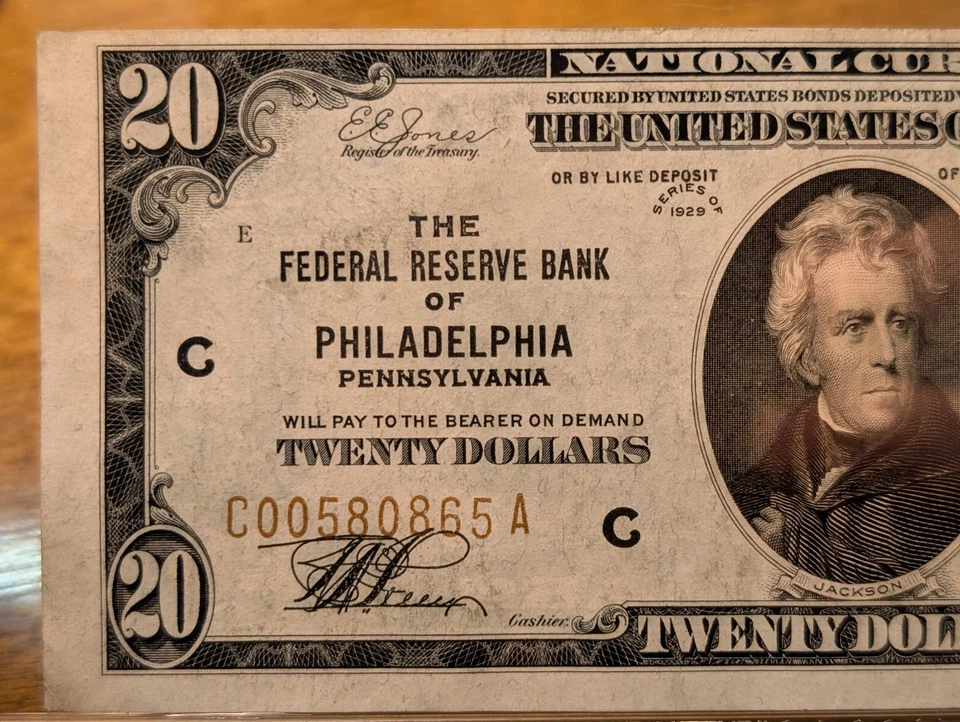 20
NATIONAL CUR
SECURED BY UNITED STATES BONDS DEPOSITED
THE UNITED STATES O
E.E. Jones
Register of the Treasury.
OR BY LIKE DEPOSIT
OF
SERIES OF
1929
E
THE
FEDERAL RESERVE BANK
OF
PHILADELPHIA
PENNSYLVANIA
G
WILL PAY TO THE BEARER ON DEMAND
TWENTY DOLLARS
C00580865A
C
JACKSON
Cashier.
20
TWENTY DOLL